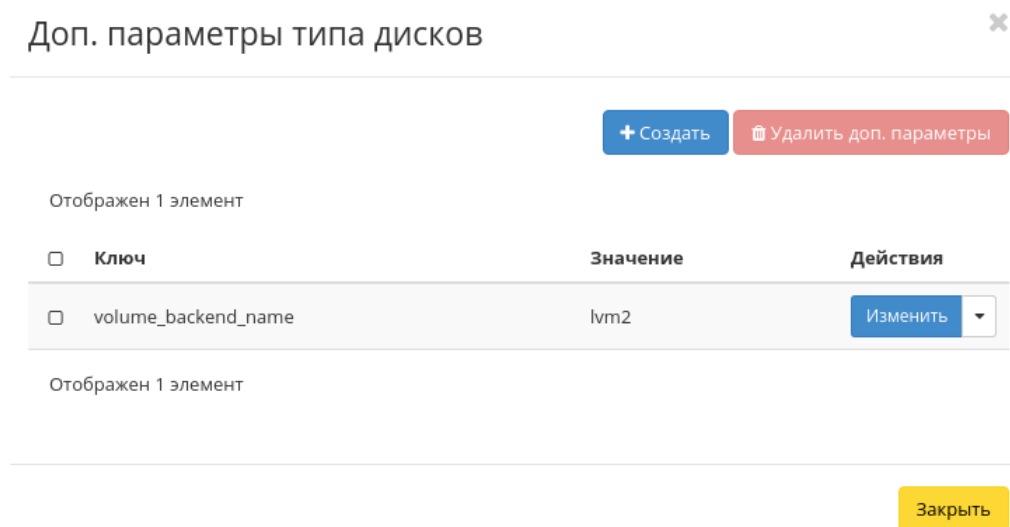 Доп. параметры типа дисков
Создать Удалить доп. параметры
Отображен 1 элемент
Ключ Значение Действия
volume_backend_name lvm2 Изменить
Отображен 1 элемент
Закрыть